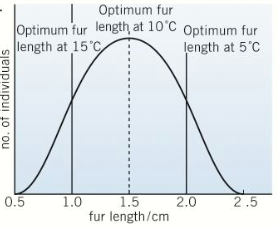 Optimum fur
length at 10°C
Optimum fur
length at 15°C
Optimum fur
length at 5°C
no. of individuals
0.5 1.0 1.5 2.0 2.5
fur length/cm